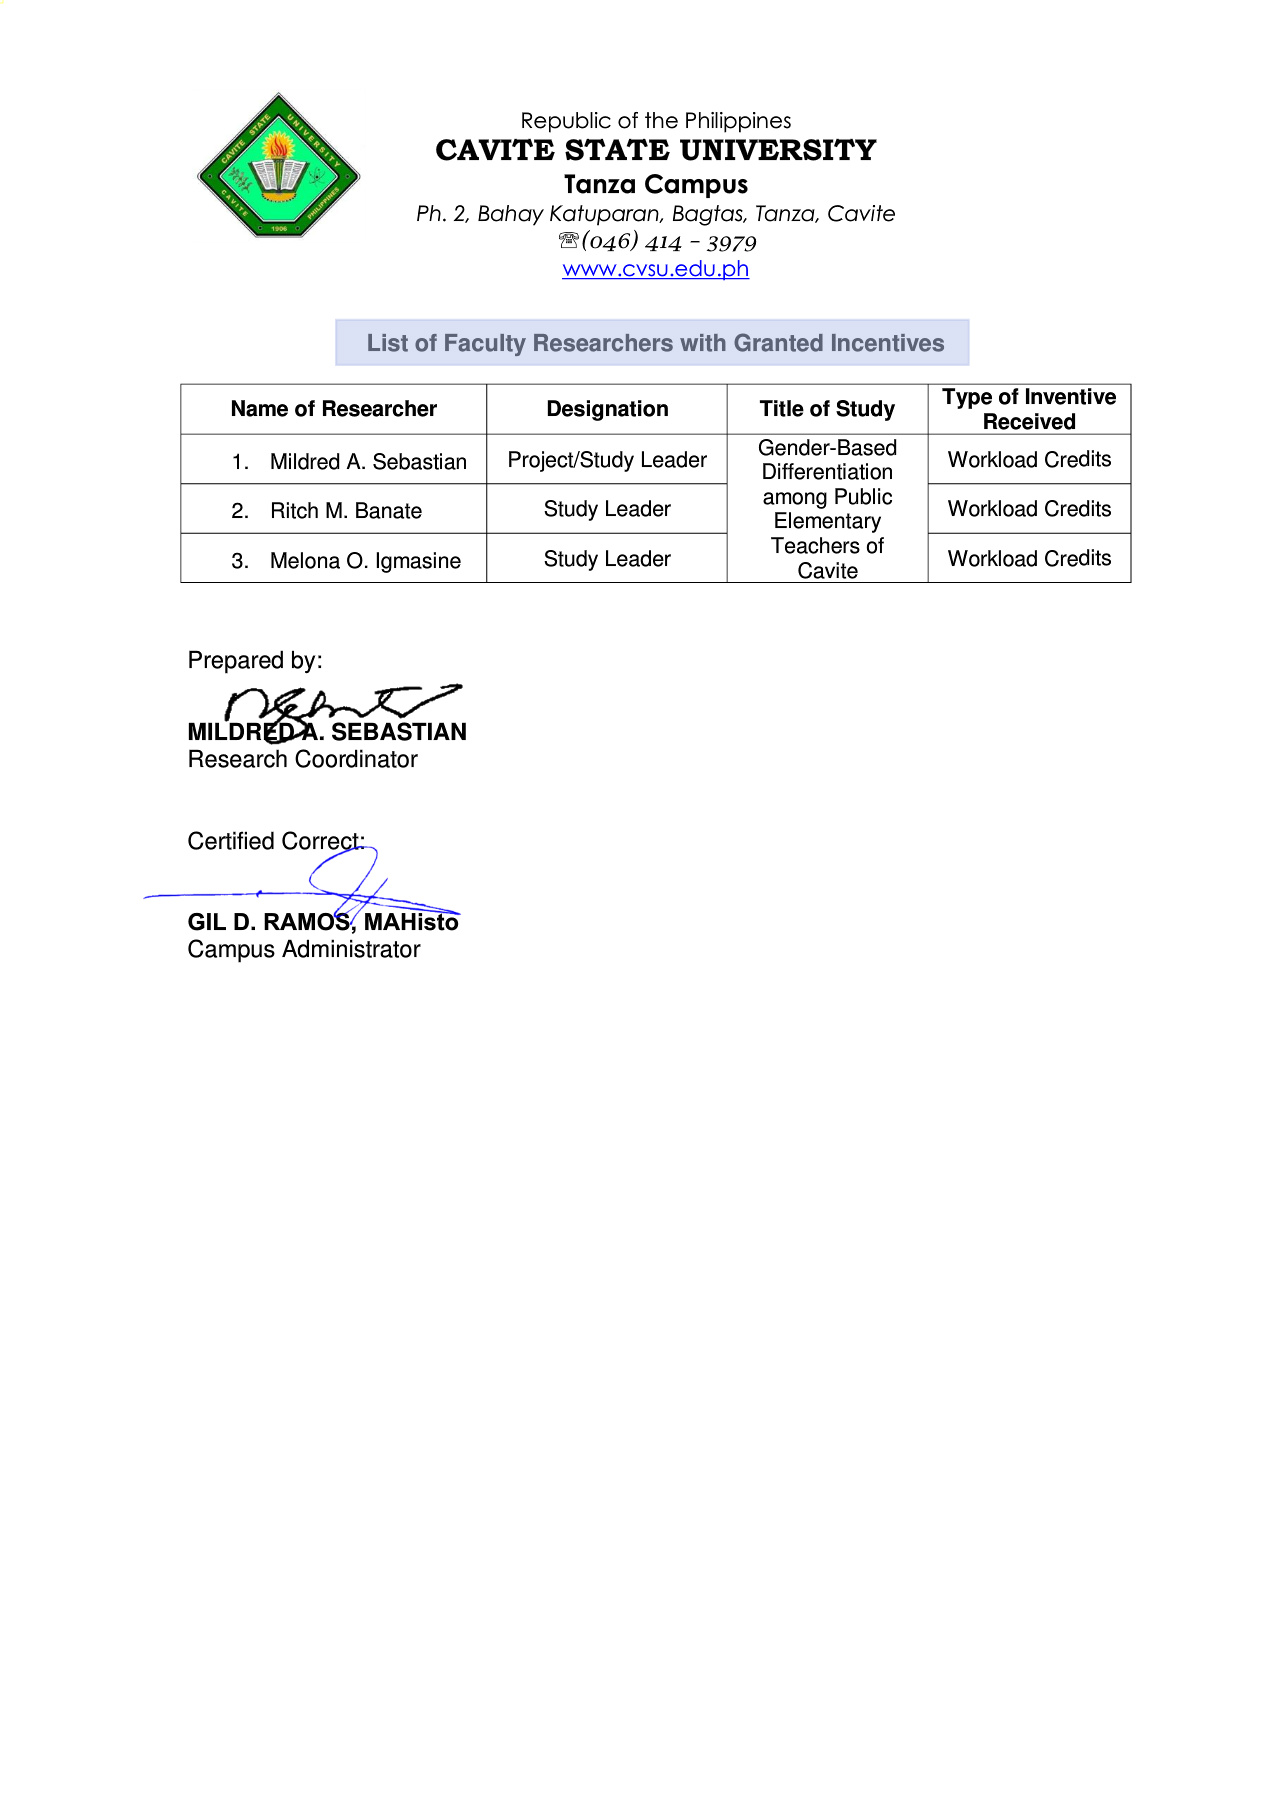 CAVITE STATE UNIVERSITY
CAVITE PHILIPPINES
1906
Republic of the Philippines
CAVITE STATE UNIVERSITY
Tanza Campus
Ph. 2, Bahay Katuparan, Bagtas, Tanza, Cavite
☏(046) 414 – 3979
www.cvsu.edu.ph
List of Faculty Researchers with Granted Incentives
Name of Researcher Designation Title of Study Type of Inventive Received
1. Mildred A. Sebastian Project/Study Leader Gender-Based Differentiation among Public Elementary Teachers of Cavite Workload Credits
2. Ritch M. Banate Study Leader Workload Credits
3. Melona O. Igmasine Study Leader Workload Credits
Prepared by:
MILDRED A. SEBASTIAN
Research Coordinator
Certified Correct:
GIL D. RAMOS, MAHisto
Campus Administrator